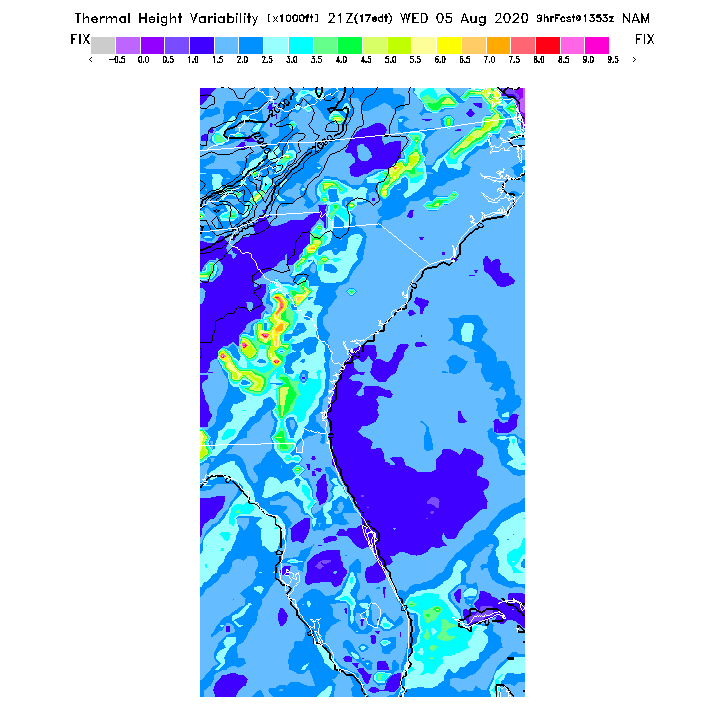 Thermal Height Variability [x1000ft] 21Z(17edt) WED 05 Aug 2020 9hrFcst@1353z NAM
FIX FIX
< -0.5 0.0 0.5 1.0 1.5 2.0 2.5 3.0 3.5 4.0 4.5 5.0 5.5 6.0 6.5 7.0 7.5 8.0 8.5 9.0 9.5 >
2000